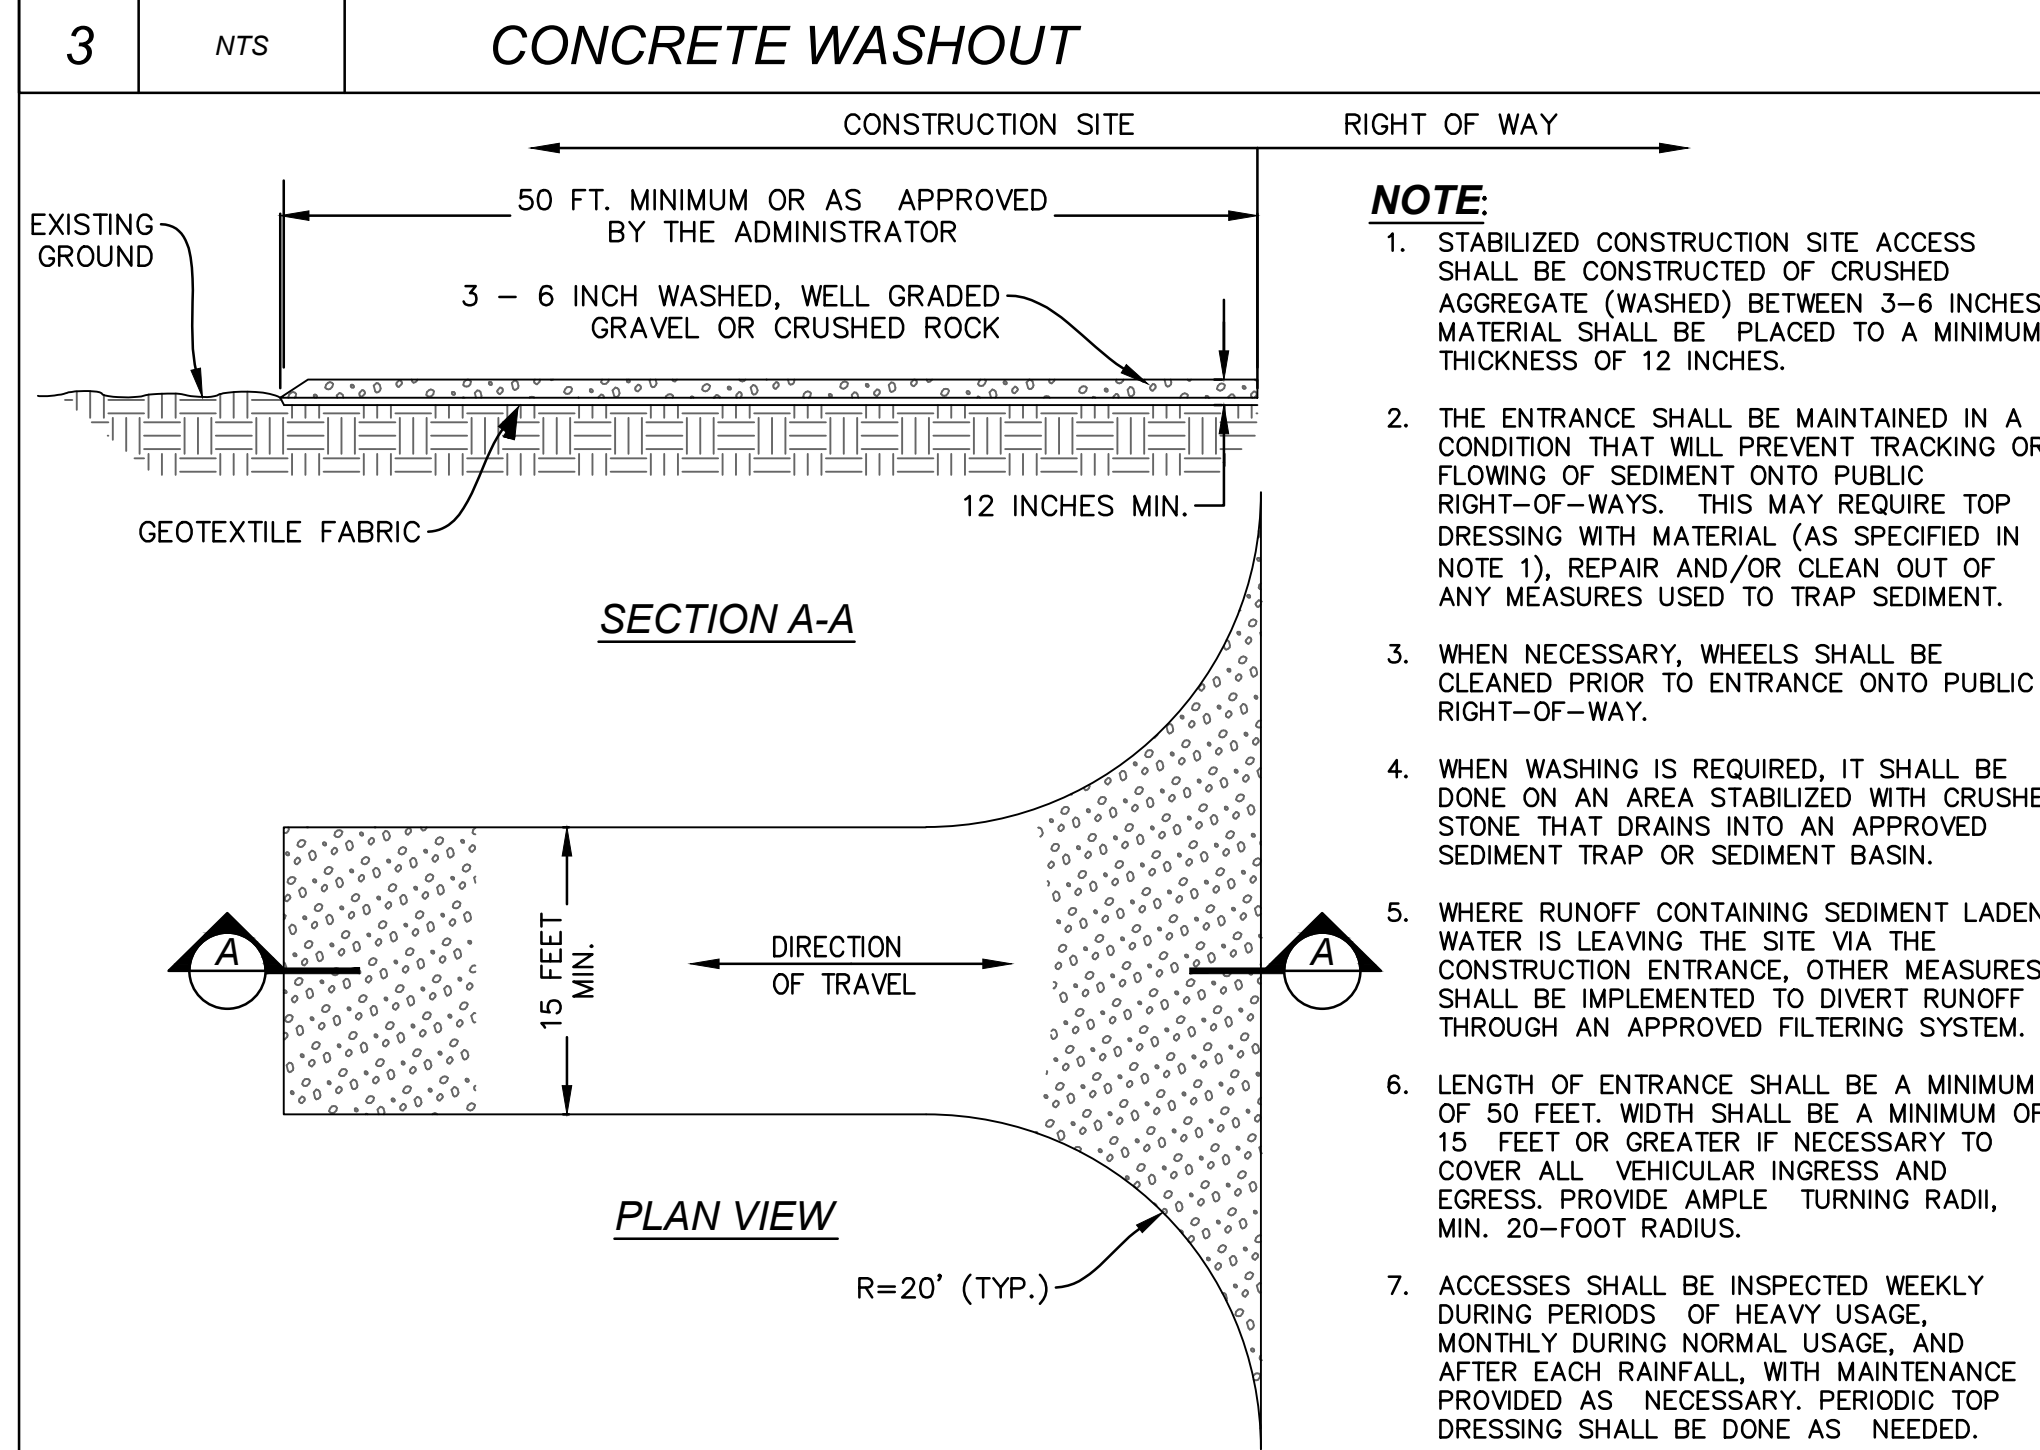 3
NTS
CONCRETE WASHOUT
CONSTRUCTION SITE
RIGHT OF WAY
50 FT. MINIMUM OR AS APPROVED
BY THE ADMINISTRATOR
EXISTING
GROUND
3 – 6 INCH WASHED, WELL GRADED
GRAVEL OR CRUSHED ROCK
12 INCHES MIN.
GEOTEXTILE FABRIC
SECTION A-A
A
15 FEET
MIN.
DIRECTION
OF TRAVEL
A
PLAN VIEW
R=20' (TYP.)
NOTE:
1. STABILIZED CONSTRUCTION SITE ACCESS
SHALL BE CONSTRUCTED OF CRUSHED
AGGREGATE (WASHED) BETWEEN 3–6 INCHES
MATERIAL SHALL BE PLACED TO A MINIMUM
THICKNESS OF 12 INCHES.
2. THE ENTRANCE SHALL BE MAINTAINED IN A
CONDITION THAT WILL PREVENT TRACKING OR
FLOWING OF SEDIMENT ONTO PUBLIC
RIGHT–OF–WAYS. THIS MAY REQUIRE TOP
DRESSING WITH MATERIAL (AS SPECIFIED IN
NOTE 1), REPAIR AND/OR CLEAN OUT OF
ANY MEASURES USED TO TRAP SEDIMENT.
3. WHEN NECESSARY, WHEELS SHALL BE
CLEANED PRIOR TO ENTRANCE ONTO PUBLIC
RIGHT–OF–WAY.
4. WHEN WASHING IS REQUIRED, IT SHALL BE
DONE ON AN AREA STABILIZED WITH CRUSHE
STONE THAT DRAINS INTO AN APPROVED
SEDIMENT TRAP OR SEDIMENT BASIN.
5. WHERE RUNOFF CONTAINING SEDIMENT LADEN
WATER IS LEAVING THE SITE VIA THE
CONSTRUCTION ENTRANCE, OTHER MEASURES
SHALL BE IMPLEMENTED TO DIVERT RUNOFF
THROUGH AN APPROVED FILTERING SYSTEM.
6. LENGTH OF ENTRANCE SHALL BE A MINIMUM
OF 50 FEET. WIDTH SHALL BE A MINIMUM OF
15 FEET OR GREATER IF NECESSARY TO
COVER ALL VEHICULAR INGRESS AND
EGRESS. PROVIDE AMPLE TURNING RADII,
MIN. 20–FOOT RADIUS.
7. ACCESSES SHALL BE INSPECTED WEEKLY
DURING PERIODS OF HEAVY USAGE,
MONTHLY DURING NORMAL USAGE, AND
AFTER EACH RAINFALL, WITH MAINTENANCE
PROVIDED AS NECESSARY. PERIODIC TOP
DRESSING SHALL BE DONE AS NEEDED.